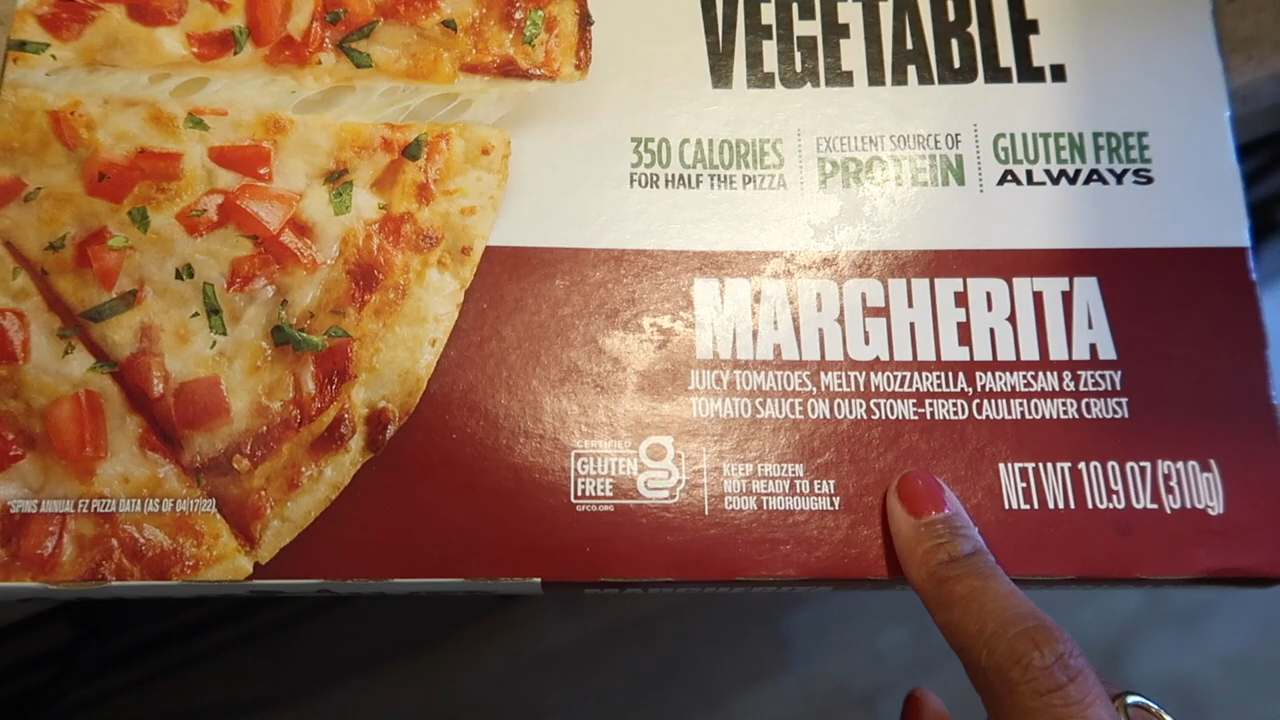 VEGETABLE.
350 CALORIES
FOR HALF THE PIZZA
EXCELLENT SOURCE OF
PROTEIN
GLUTEN FREE
ALWAYS
MARGHERITA
JUICY TOMATOES, MELTY MOZZARELLA, PARMESAN & ZESTY
TOMATO SAUCE ON OUR STONE-FIRED CAULIFLOWER CRUST
CERTIFIED
GLUTEN
FREE
GFCO.ORG
KEEP FROZEN
NOT READY TO EAT
COOK THOROUGHLY
NET WT 10.9 OZ (310g)
*SPINS ANNUAL FZ PIZZA DATA (AS OF 04|17|22).